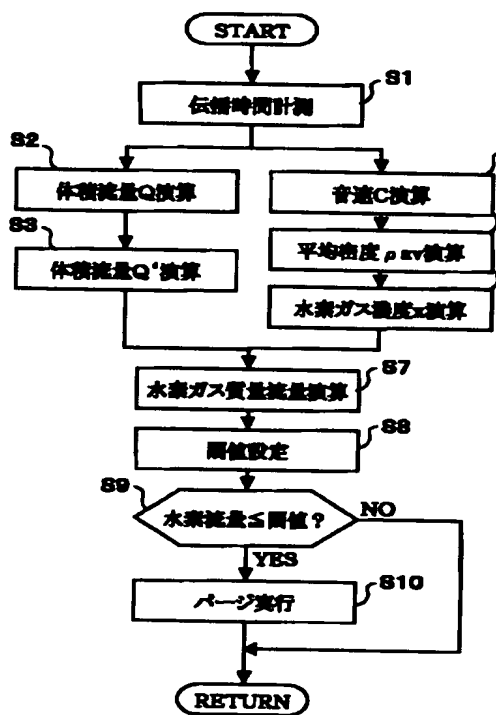 START
S1
伝播時間計測
S2
体積流量Q演算
S3
体積流量Q'演算
音速C演算
平均密度ρav演算
水素ガス濃度x演算
S7
水素ガス質量流量演算
S8
閾値設定
S9
水素流量≦閾値?
NO
YES
S10
パージ実行
RETURN